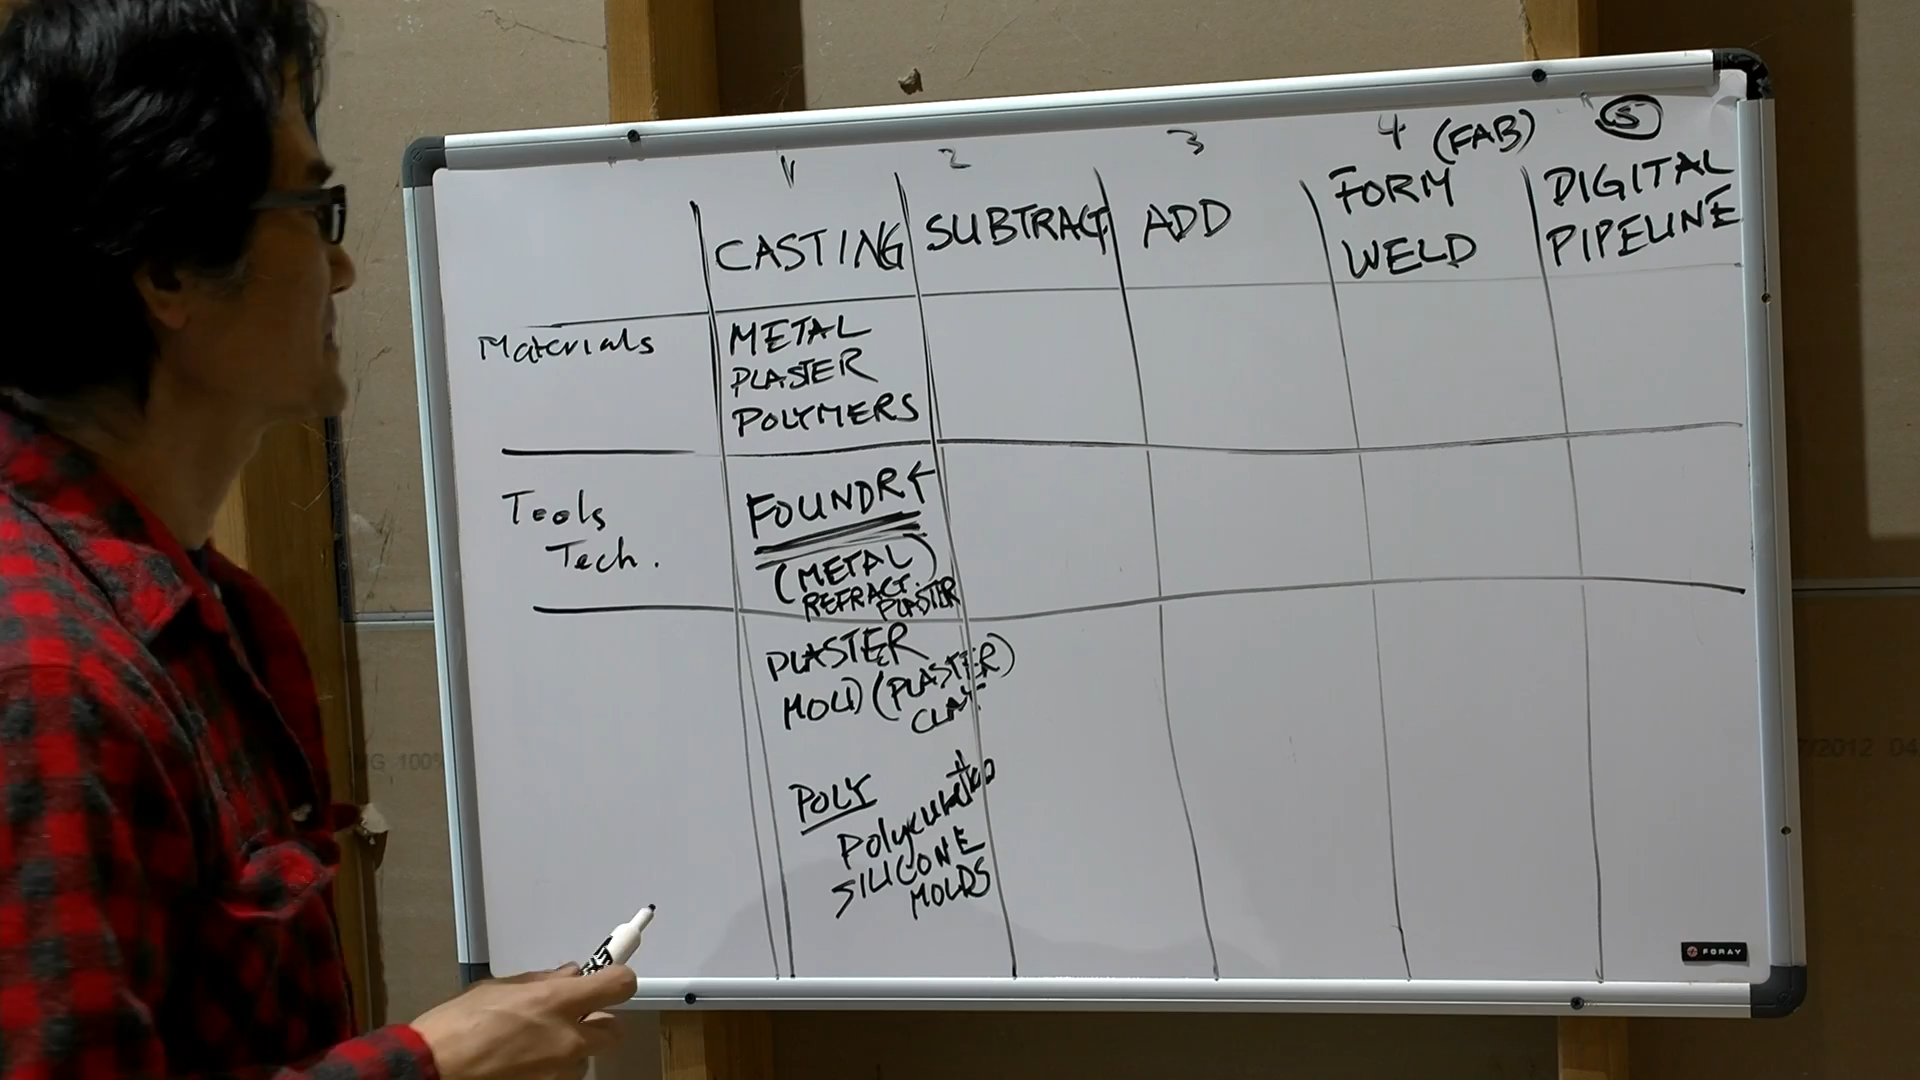 1 2 3 4 (FAB) 5
CASTING SUBTRACT ADD FORM WELD DIGITAL PIPELINE
Materials
METAL
PLASTER
POLYMERS
Tools
Tech.
FOUNDRY
(METAL)
REFRACT.
PLASTER
PLASTER
MOLD (PLASTER)
CLAY
POLY
SILICONE
MOLDS
FORAY